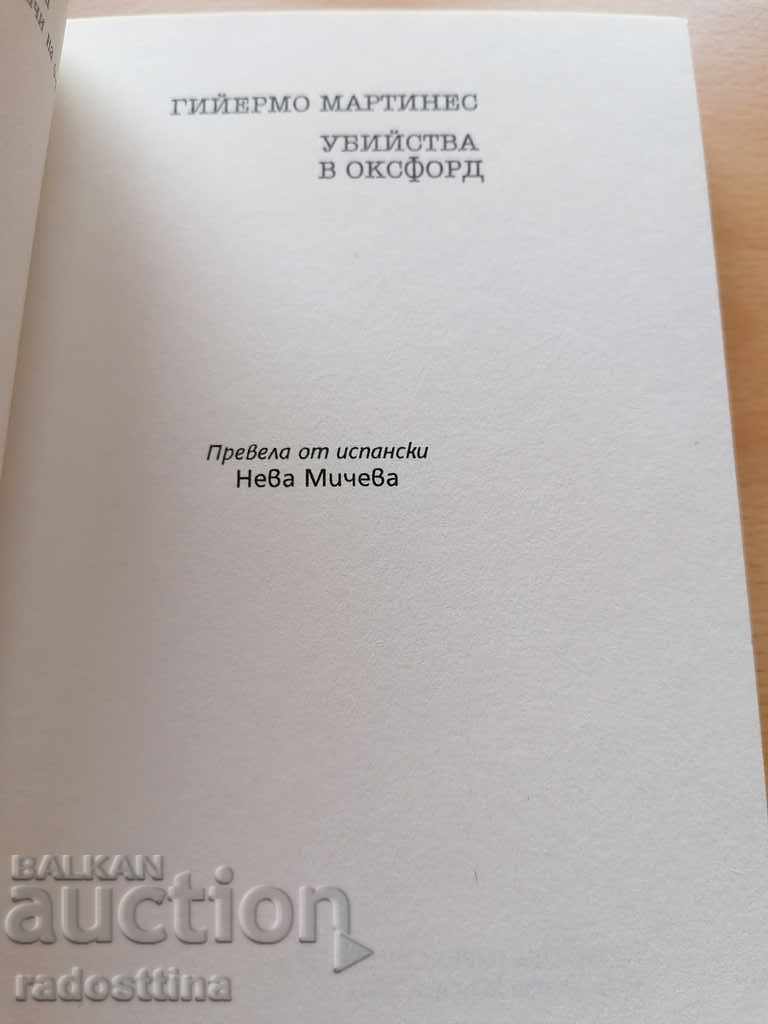 ГИЙЕРМО МАРТИНЕС
УБИЙСТВА
В ОКСФОРД
Превела от испански
Нева Мичева
BALKAN
auction
radosttina